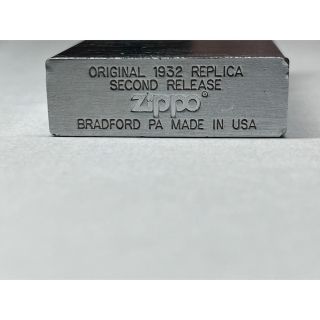 ORIGINAL 1932 REPLICA
SECOND RELEASE
Zippo®
BRADFORD PA MADE IN USA